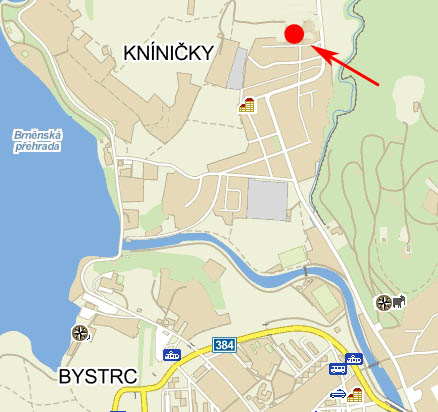 KNÍNIČKY
Brněnská
přehrada
384
BYSTRC